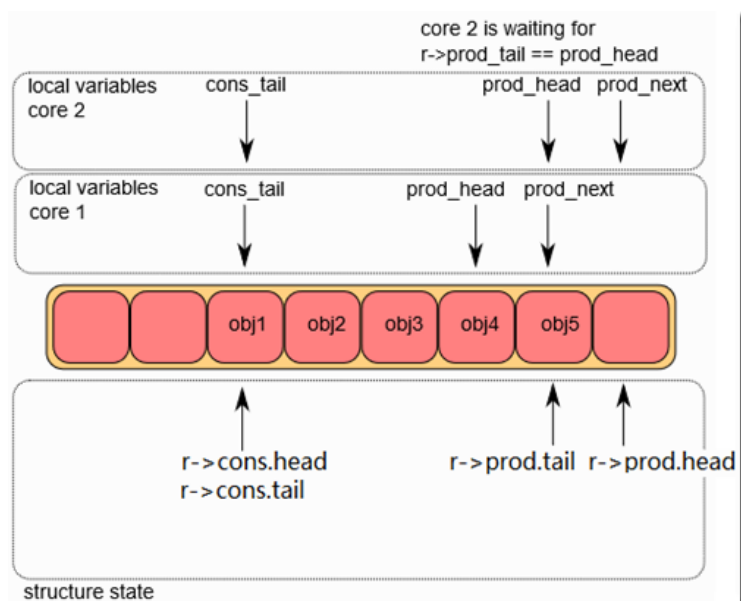 core 2 is waiting for
r->prod_tail == prod_head
local variables
core 2
cons_tail
prod_head
prod_next
local variables
core 1
cons_tail
prod_head
prod_next
obj1
obj2
obj3
obj4
obj5
r->cons.head
r->cons.tail
r->prod.tail
r->prod.head
structure state